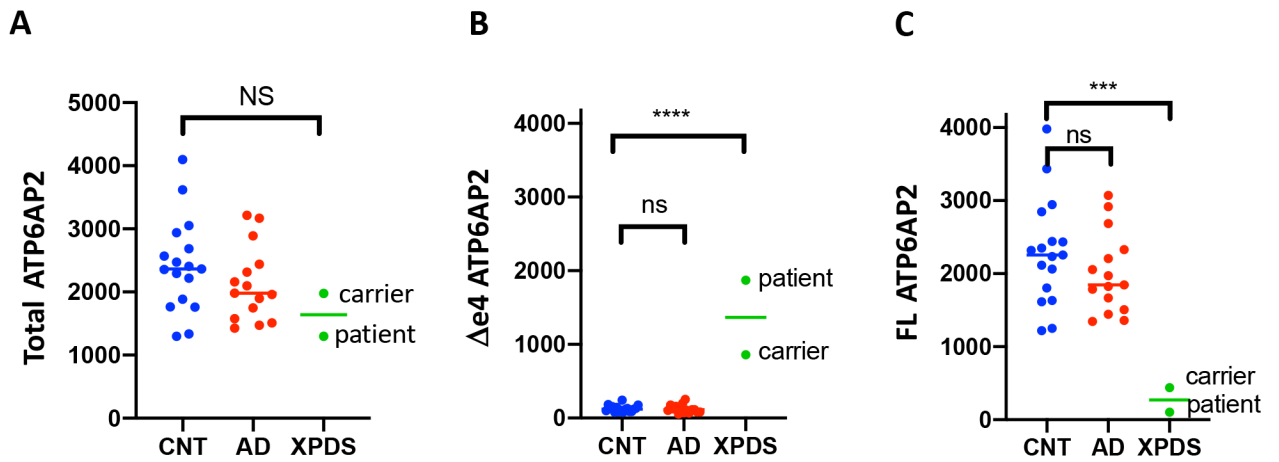 A
Total ATP6AP2
5000
4000
3000
2000
1000
0
NS
carrier
patient
CNT AD XPDS
B
Δe4 ATP6AP2
4000
2000
0
****
ns
patient
carrier
CNT AD XPDS
C
FL ATP6AP2
4000
3000
2000
1000
0
***
ns
carrier
patient
CNT AD XPDS